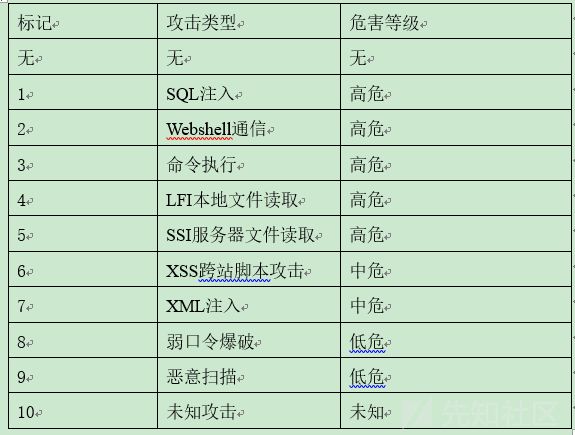 标记 攻击类型 危害等级
无 无 无
1 SQL注入 高危
2 Webshell通信 高危
3 命令执行 高危
4 LFI本地文件读取 高危
5 SSI服务器文件读取 高危
6 XSS跨站脚本攻击 中危
7 XML注入 中危
8 弱口令爆破 低危
9 恶意扫描 低危
10 未知攻击 未知
先知社区